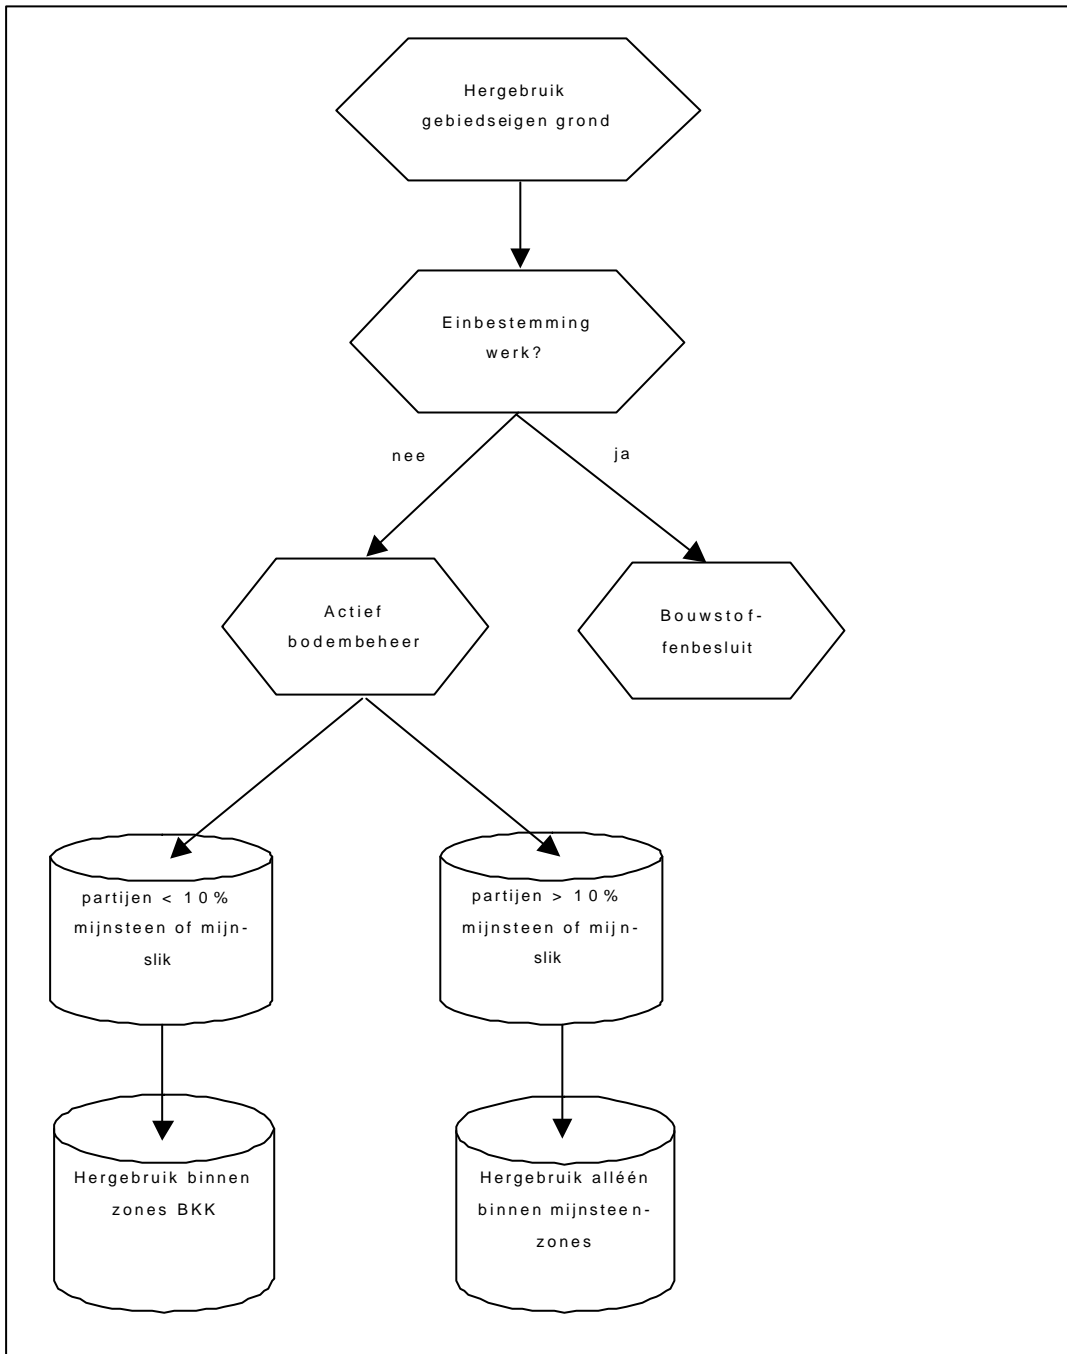 Hergebruik
gebiedseigen grond
Einbestemming
werk?
nee
ja
Actief
bodembeheer
Bouwstof-
fenbesluit
partijen < 10%
mijnsteen of mijn-
slik
partijen > 10%
mijnsteen of mijn-
slik
Hergebruik binnen
zones BKK
Hergebruik alléén
binnen mijnsteen-
zones